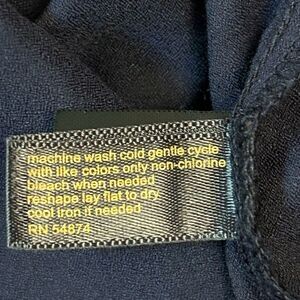 machine wash cold gentle cycle
with like colors only non-chlorine
bleach when needed
reshape lay flat to dry
cool iron if needed
RN 54874